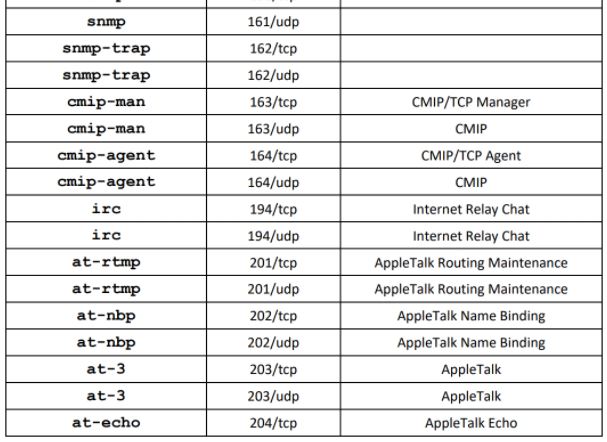 snmp 161/udp
snmp-trap 162/tcp
snmp-trap 162/udp
cmip-man 163/tcp CMIP/TCP Manager
cmip-man 163/udp CMIP
cmip-agent 164/tcp CMIP/TCP Agent
cmip-agent 164/udp CMIP
irc 194/tcp Internet Relay Chat
irc 194/udp Internet Relay Chat
at-rtmp 201/tcp AppleTalk Routing Maintenance
at-rtmp 201/udp AppleTalk Routing Maintenance
at-nbp 202/tcp AppleTalk Name Binding
at-nbp 202/udp AppleTalk Name Binding
at-3 203/tcp AppleTalk
at-3 203/udp AppleTalk
at-echo 204/tcp AppleTalk Echo